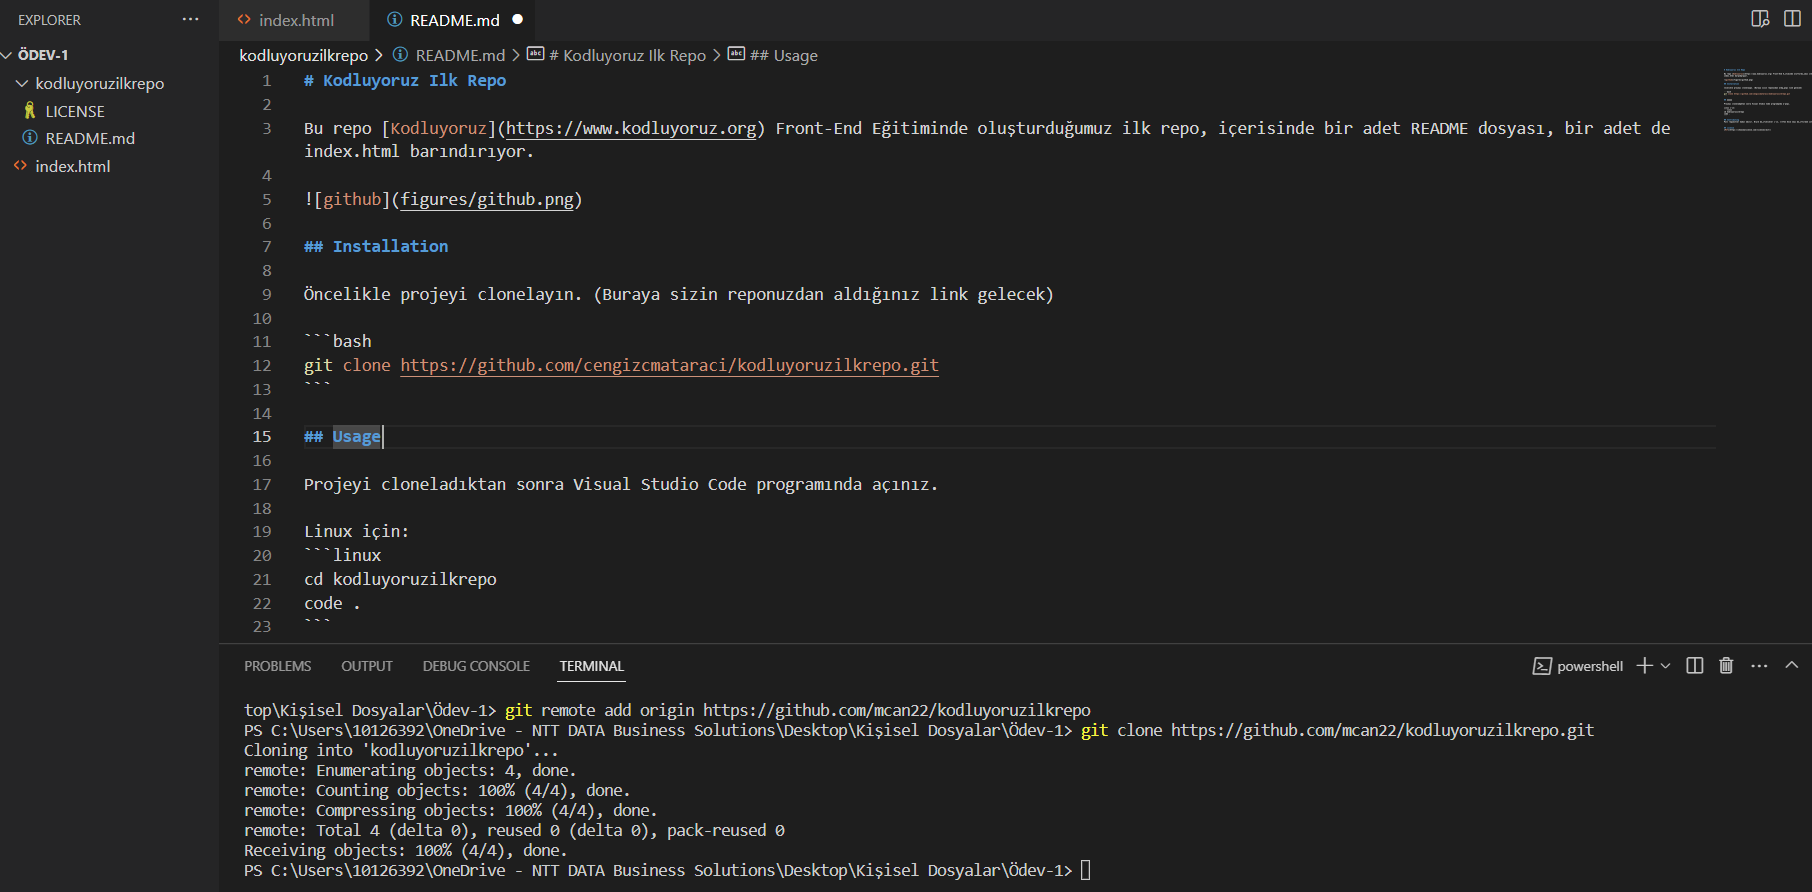 EXPLORER
ÖDEV-1
kodluyoruzilkrepo
LICENSE
README.md
index.html
index.html
README.md
kodluyoruzilkrepo > README.md > # Kodluyoruz Ilk Repo > ## Usage
1 # Kodluyoruz Ilk Repo
2
3 Bu repo [Kodluyoruz](https://www.kodluyoruz.org) Front-End Eğitiminde oluşturduğumuz ilk repo, içerisinde bir adet README dosyası, bir adet de
index.html barındırıyor.
4
5 ![github](figures/github.png)
6
7 ## Installation
8
9 Öncelikle projeyi clonelayın. (Buraya sizin reponuzdan aldığınız link gelecek)
10
11 ```bash
12 git clone https://github.com/cengizcmataraci/kodluyoruzilkrepo.git
13 ```
14
15 ## Usage
16
17 Projeyi cloneladıktan sonra Visual Studio Code programında açınız.
18
19 Linux için:
20 ```linux
21 cd kodluyoruzilkrepo
22 code .
23 ```
PROBLEMS OUTPUT DEBUG CONSOLE TERMINAL
powershell
top\Kişisel Dosyalar\Ödev-1> git remote add origin https://github.com/mcan22/kodluyoruzilkrepo
PS C:\Users\10126392\OneDrive - NTT DATA Business Solutions\Desktop\Kişisel Dosyalar\Ödev-1> git clone https://github.com/mcan22/kodluyoruzilkrepo.git
Cloning into 'kodluyoruzilkrepo'...
remote: Enumerating objects: 4, done.
remote: Counting objects: 100% (4/4), done.
remote: Compressing objects: 100% (4/4), done.
remote: Total 4 (delta 0), reused 0 (delta 0), pack-reused 0
Receiving objects: 100% (4/4), done.
PS C:\Users\10126392\OneDrive - NTT DATA Business Solutions\Desktop\Kişisel Dosyalar\Ödev-1>